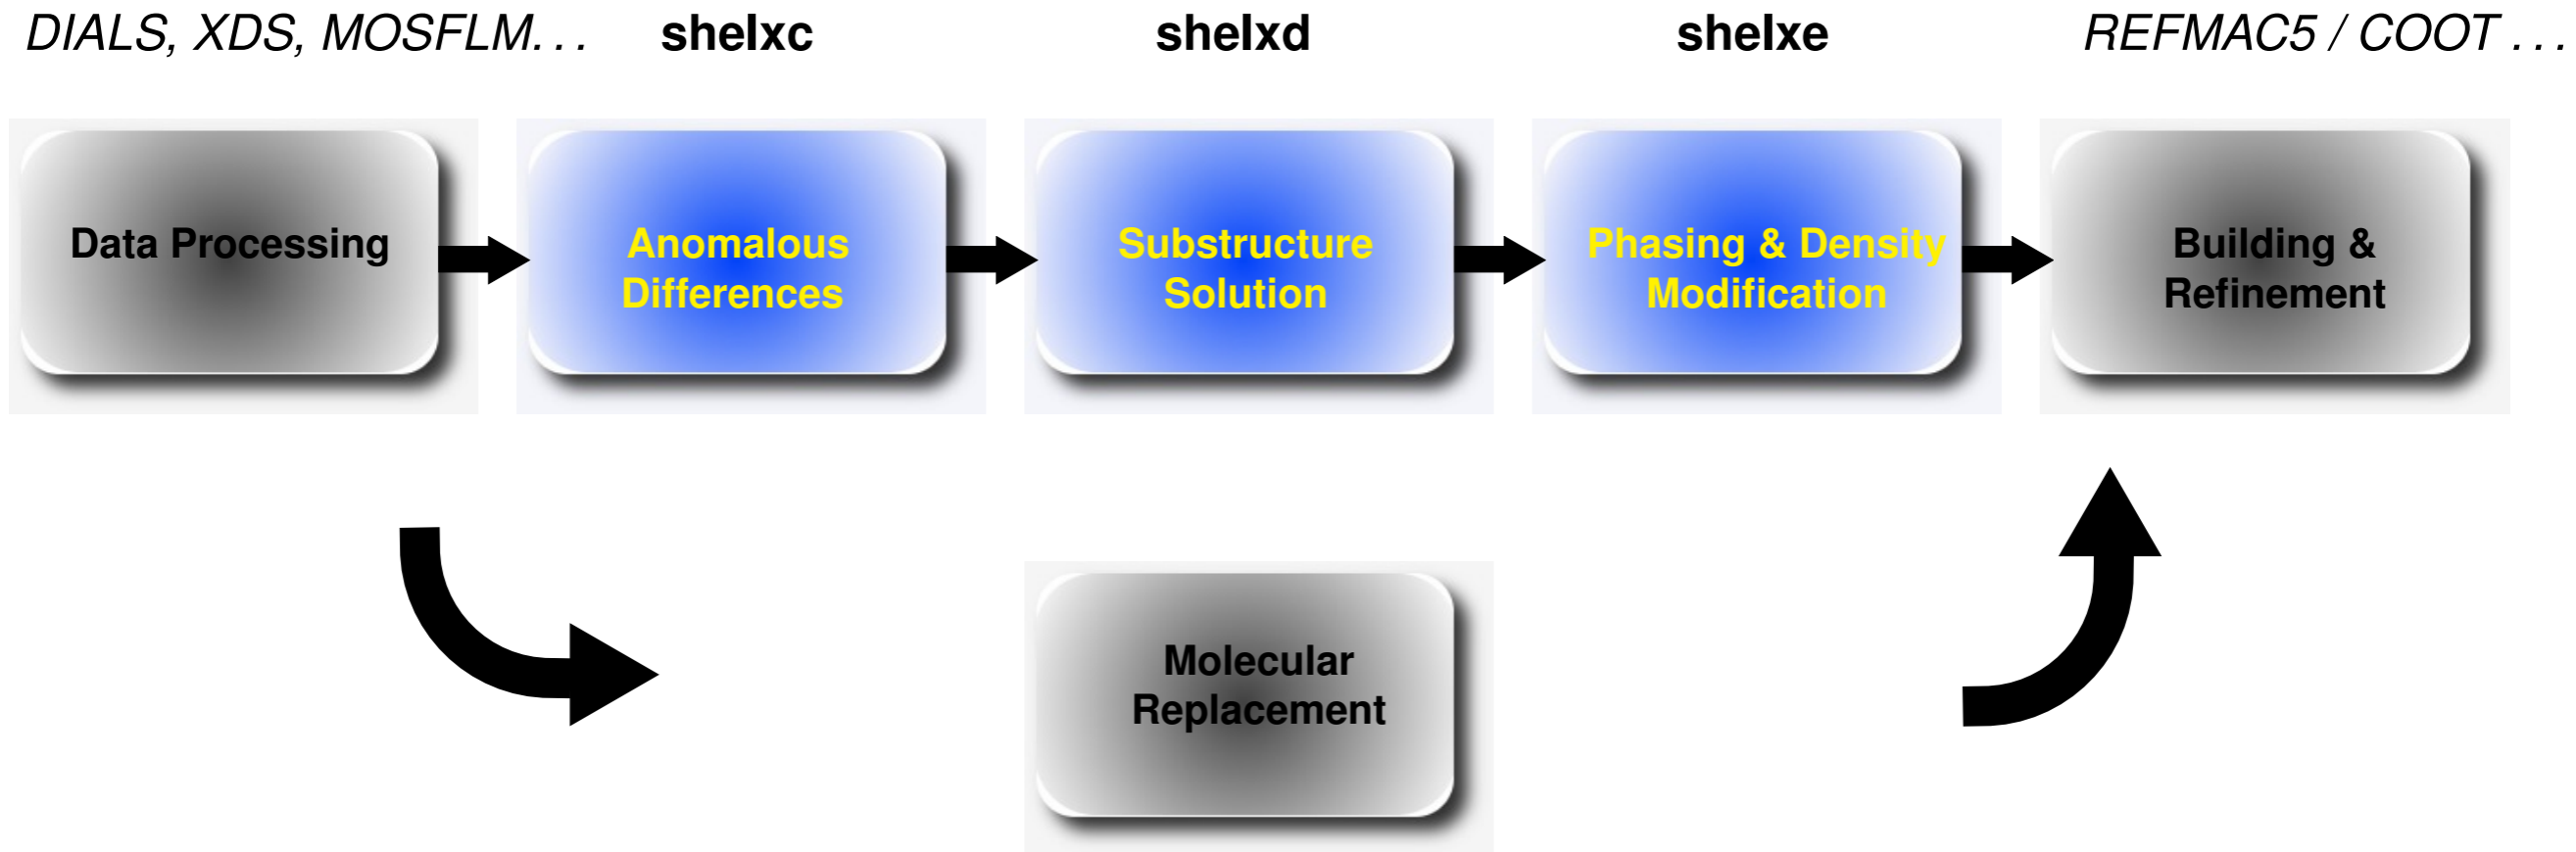 DIALS, XDS, MOSFLM... shelxc shelxd shelxe REFMAC5 / COOT ...
Data Processing
Anomalous
Differences
Substructure
Solution
Phasing & Density
Modification
Building &
Refinement
Molecular
Replacement